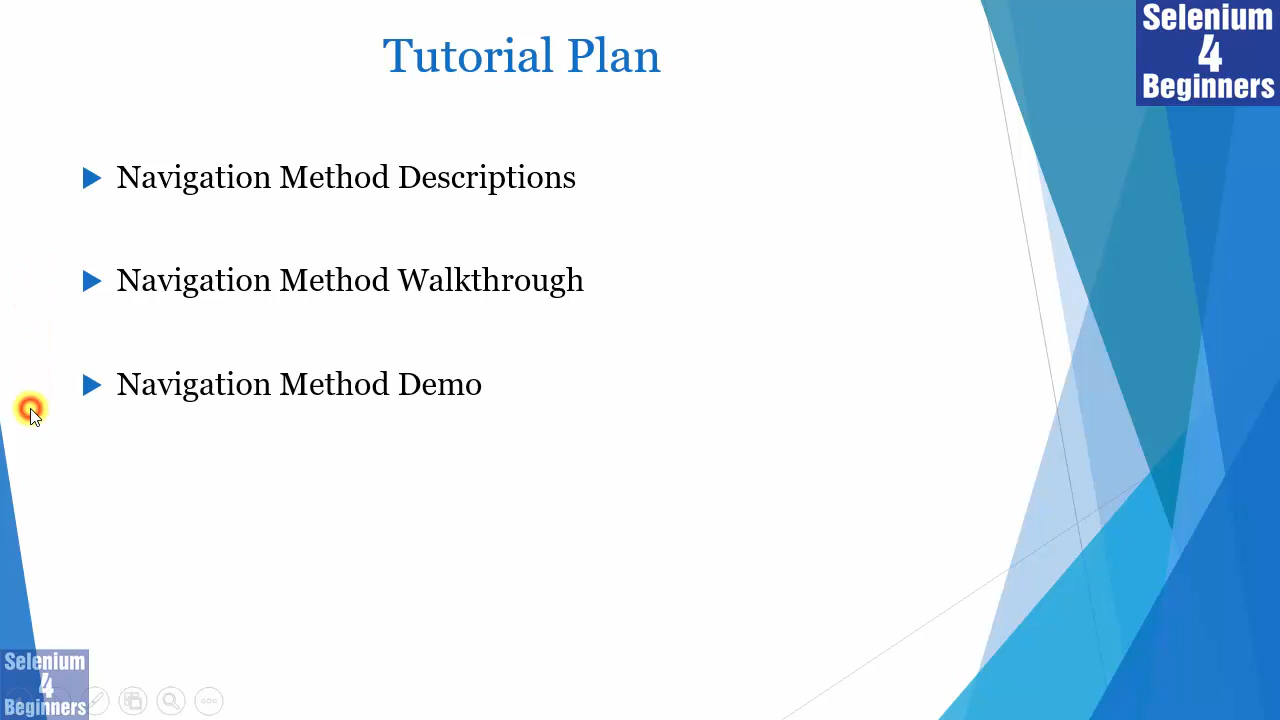 Tutorial Plan
Selenium
4
Beginners
Navigation Method Descriptions
Navigation Method Walkthrough
Navigation Method Demo
Selenium
4
Beginners